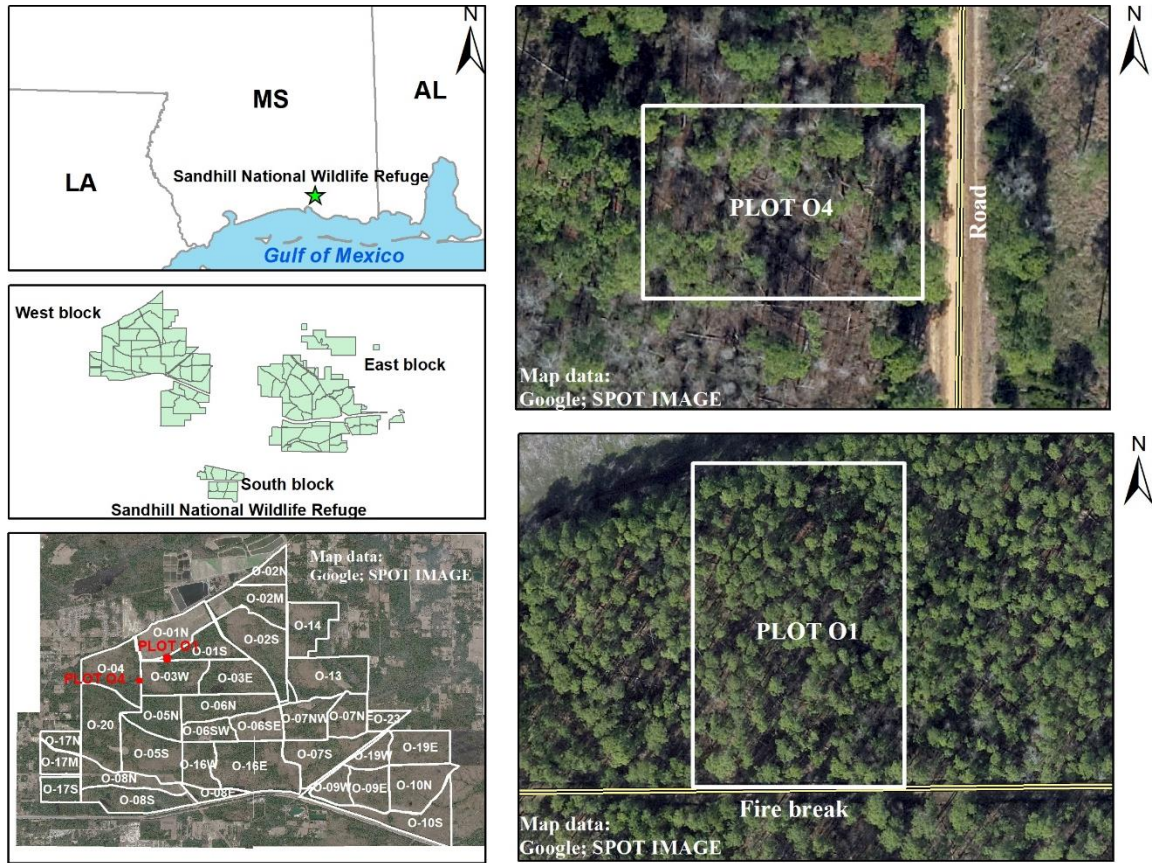 N
MS
AL
LA
Sandhill National Wildlife Refuge
Gulf of Mexico
West block
East block
South block
Sandhill National Wildlife Refuge
Map data:
Google; SPOT IMAGE
O-02N
O-02M
O-14
O-01N
O-02S
PLOT O1
O-01S
O-04
O-03W
O-03E
O-13
PLOT O4
O-20
O-05N
O-06N
O-06SW
O-06SE
O-07NW
O-07N
O-23
O-17N
O-17M
O-05S
O-16W
O-16E
O-07S
O-19W
O-19E
O-17S
O-08N
O-08S
O-08E
O-09W
O-09E
O-10N
O-10S
N
PLOT O4
Road
Map data:
Google; SPOT IMAGE
N
PLOT O1
Fire break
Map data:
Google; SPOT IMAGE